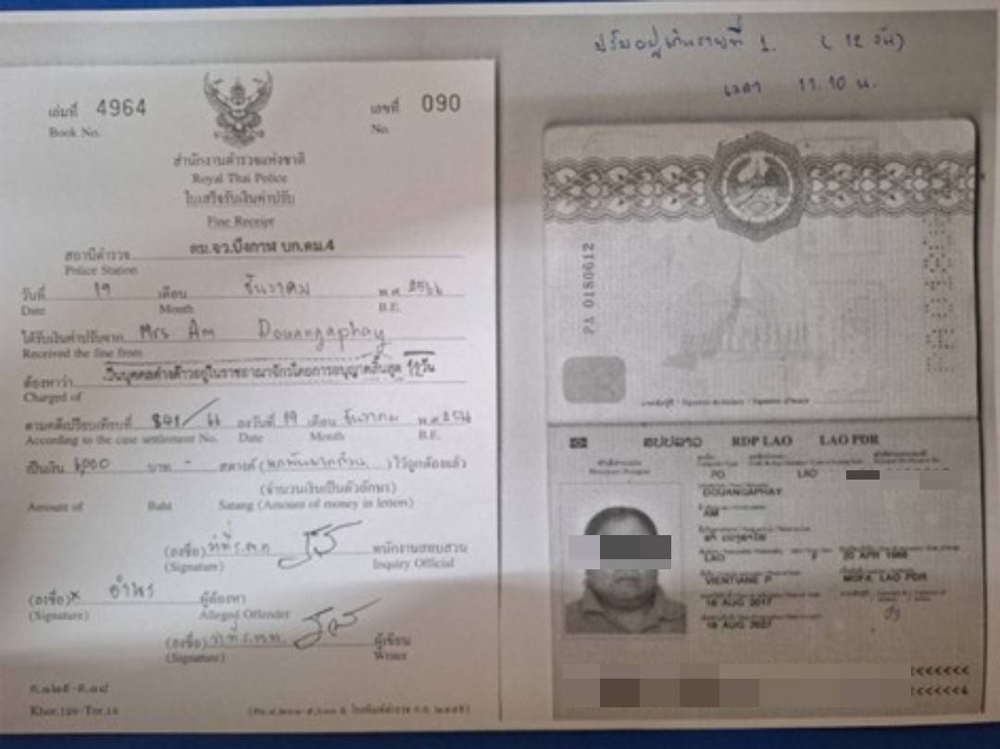 ปรับอยู่เกินรายที่ 1. (12 วัน)
เวลา 11.10 น.
เล่มที่ 4964
Book No.
เลขที่ 090
No.
สำนักงานตำรวจแห่งชาติ
Royal Thai Police
ใบเสร็จรับเงินค่าปรับ
Fine Receipt
สถานีตำรวจ ตม.จว.บึงกาฬ บก.ตม.4
Police Station
วันที่ 19 เดือน ธันวาคม พ.ศ. 2566
Date Month B.E.
ได้รับเงินค่าปรับจาก Mrs Am Douangaphay
Received the fine from
ต้องหาว่า เป็นบุคคลต่างด้าวอยู่ในราชอาณาจักรโดยการอนุญาตสิ้นสุด 12 วัน
Charged of
ตามคดีเปรียบเทียบที่ 841/66 ลงวันที่ 19 เดือน ธันวาคม พ.ศ. 2566
According to the case settlement No. Date Month B.E.
เป็นเงิน 6,000 บาท - สตางค์ (หกพันบาทถ้วน) ไว้ถูกต้องแล้ว
(จำนวนเงินเป็นตัวอักษร)
Amount of Baht Satang (Amount of money in letters)
(ลงชื่อ) ว่าที่ ร.ต.ต. พนักงานสอบสวน
(Signature) Inquiry Official
(ลงชื่อ)x อำพร ผู้ต้องหา
(Signature) Alleged Offender
(ลงชื่อ) ว่าที่ ร.ต.ต. ผู้เขียน
(Signature) Writer
ค.๑๒๙-ต.๑๘
Khor.129-Tor.18
PA 0180612
ສປປລາວ RDP LAO LAO PDR
PO LAO
DOUANGAPHAY
AM
LAO F 20 APR 1966
VIENTIANE P MOFA LAO PDR
18 AUG 2017
18 AUG 2027
<<<<<<
<<<<<<